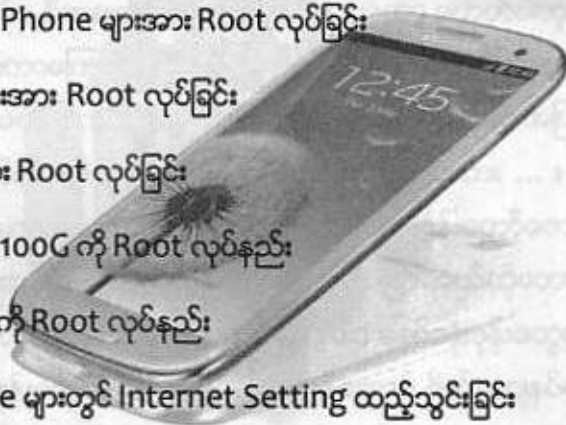 Phone များအား Root လုပ်ခြင်း
12:45
းအား Root လုပ်ခြင်း
Root လုပ်ခြင်း
100G ကို Root လုပ်နည်း
ကို Root လုပ်နည်း
e များတွင် Internet Setting ထည့်သွင်းခြင်း